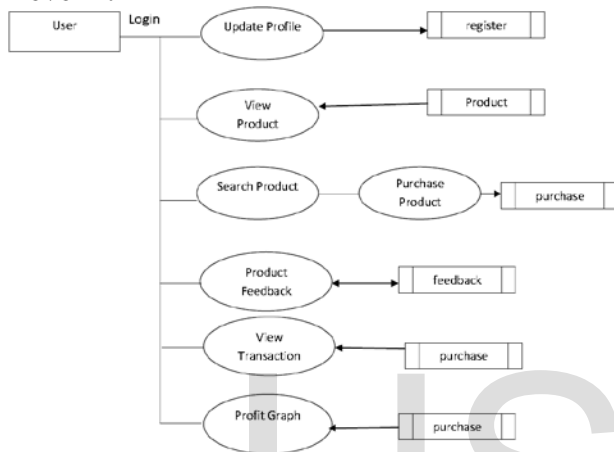 User
Login
Update Profile
register
View
Product
Product
Search Product
Purchase
Product
purchase
Product
Feedback
feedback
View
Transaction
purchase
Profit Graph
purchase